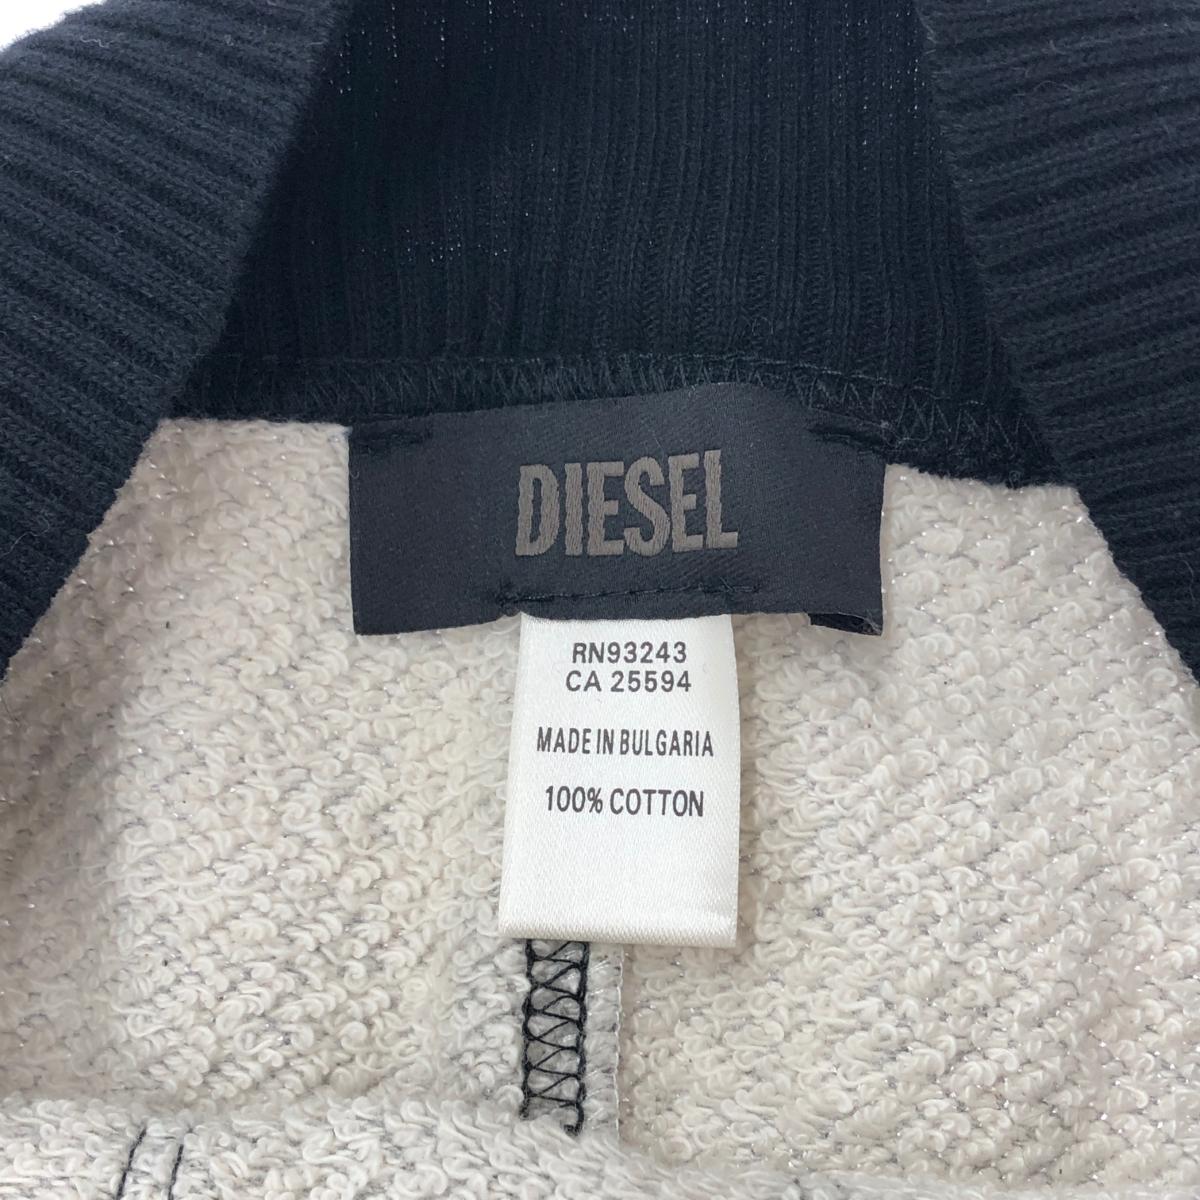 DIESEL
RN93243
CA 25594
MADE IN BULGARIA
100% COTTON